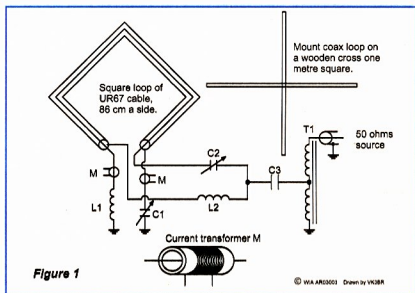 Mount coax loop on
a wooden cross one
metre square.
Square loop of
UR67 cable,
86 cm a side.
T1
50 ohms
source
C2
C3
M
M
L1
C1
L2
Current transformer M
Figure 1
© WIA AR03001 Drawn by VK3BR